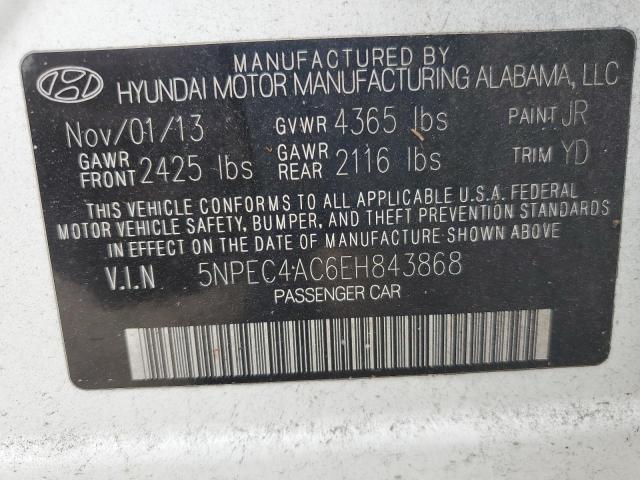 MANUFACTURED BY
HYUNDAI MOTOR MANUFACTURING ALABAMA, LLC
Nov/01/13 GVWR 4365 lbs PAINT JR
GAWR FRONT 2425 lbs GAWR REAR 2116 lbs TRIM YD
THIS VEHICLE CONFORMS TO ALL APPLICABLE U.S.A. FEDERAL
MOTOR VEHICLE SAFETY, BUMPER, AND THEFT PREVENTION STANDARDS
IN EFFECT ON THE DATE OF MANUFACTURE SHOWN ABOVE.
V.I.N 5NPEC4AC6EH843868
PASSENGER CAR